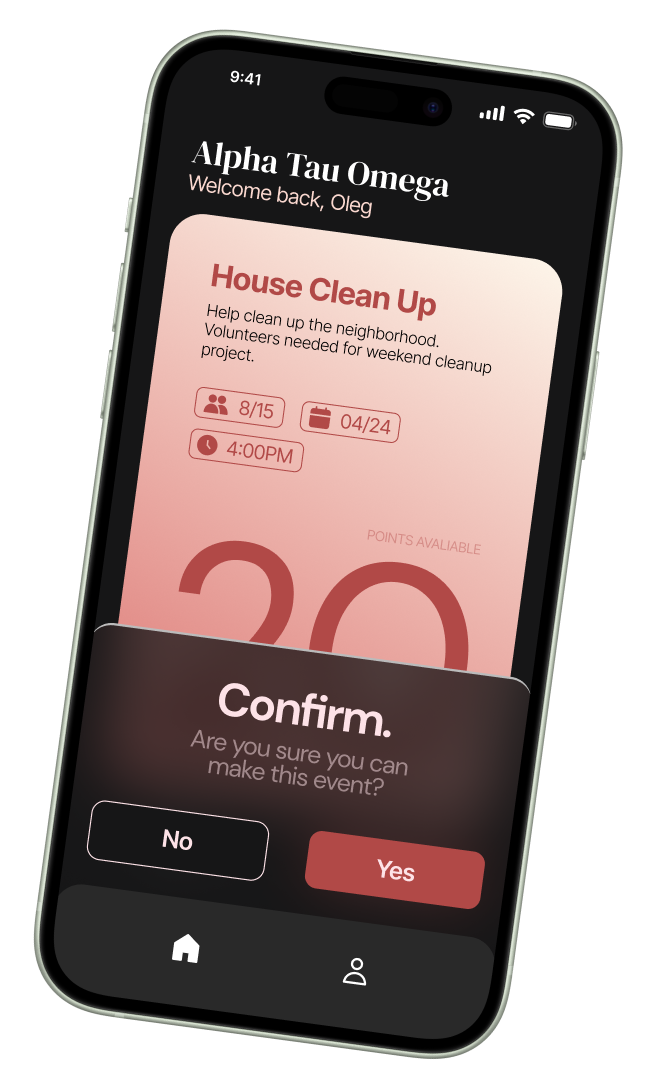 9:41
Alpha Tau Omega
Welcome back, Oleg
House Clean Up
Help clean up the neighborhood.
Volunteers needed for weekend cleanup
project.
8/15
04/24
4:00PM
POINTS AVALIABLE
20
Confirm.
Are you sure you can
make this event?
No
Yes